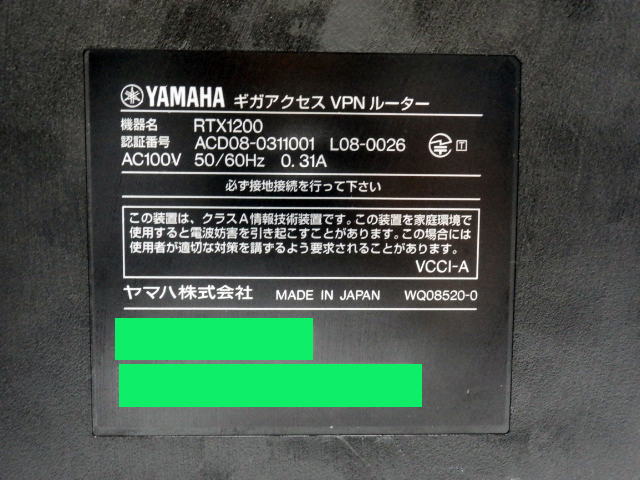 YAMAHA ギガアクセス VPN ルーター
機器名 RTX1200
認証番号 ACD08-0311001 L08-0026 T
AC100V 50/60Hz 0.31A
必ず接地接続を行って下さい
この装置は、クラスA情報技術装置です。この装置を家庭環境で
使用すると電波妨害を引き起こすことがあります。この場合には
使用者が適切な対策を講ずるよう要求されることがあります。
VCCI-A
ヤマハ株式会社 MADE IN JAPAN WQ08520-0